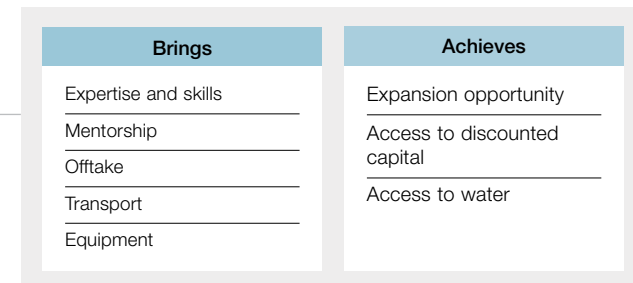 Brings
Expertise and skills
Mentorship
Offtake
Transport
Equipment
Achieves
Expansion opportunity
Access to discounted
capital
Access to water